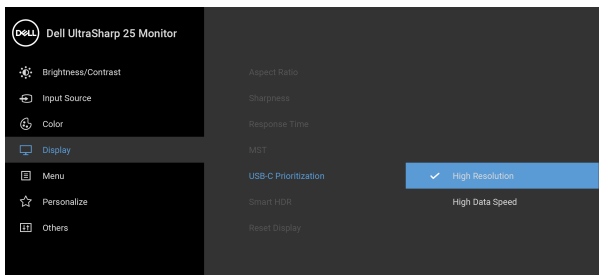 DELL Dell UltraSharp 25 Monitor
Brightness/Contrast
Input Source
Color
Display
Menu
Personalize
Others
Aspect Ratio
Sharpness
Response Time
MST
USB-C Prioritization
Smart HDR
Reset Display
High Resolution
High Data Speed